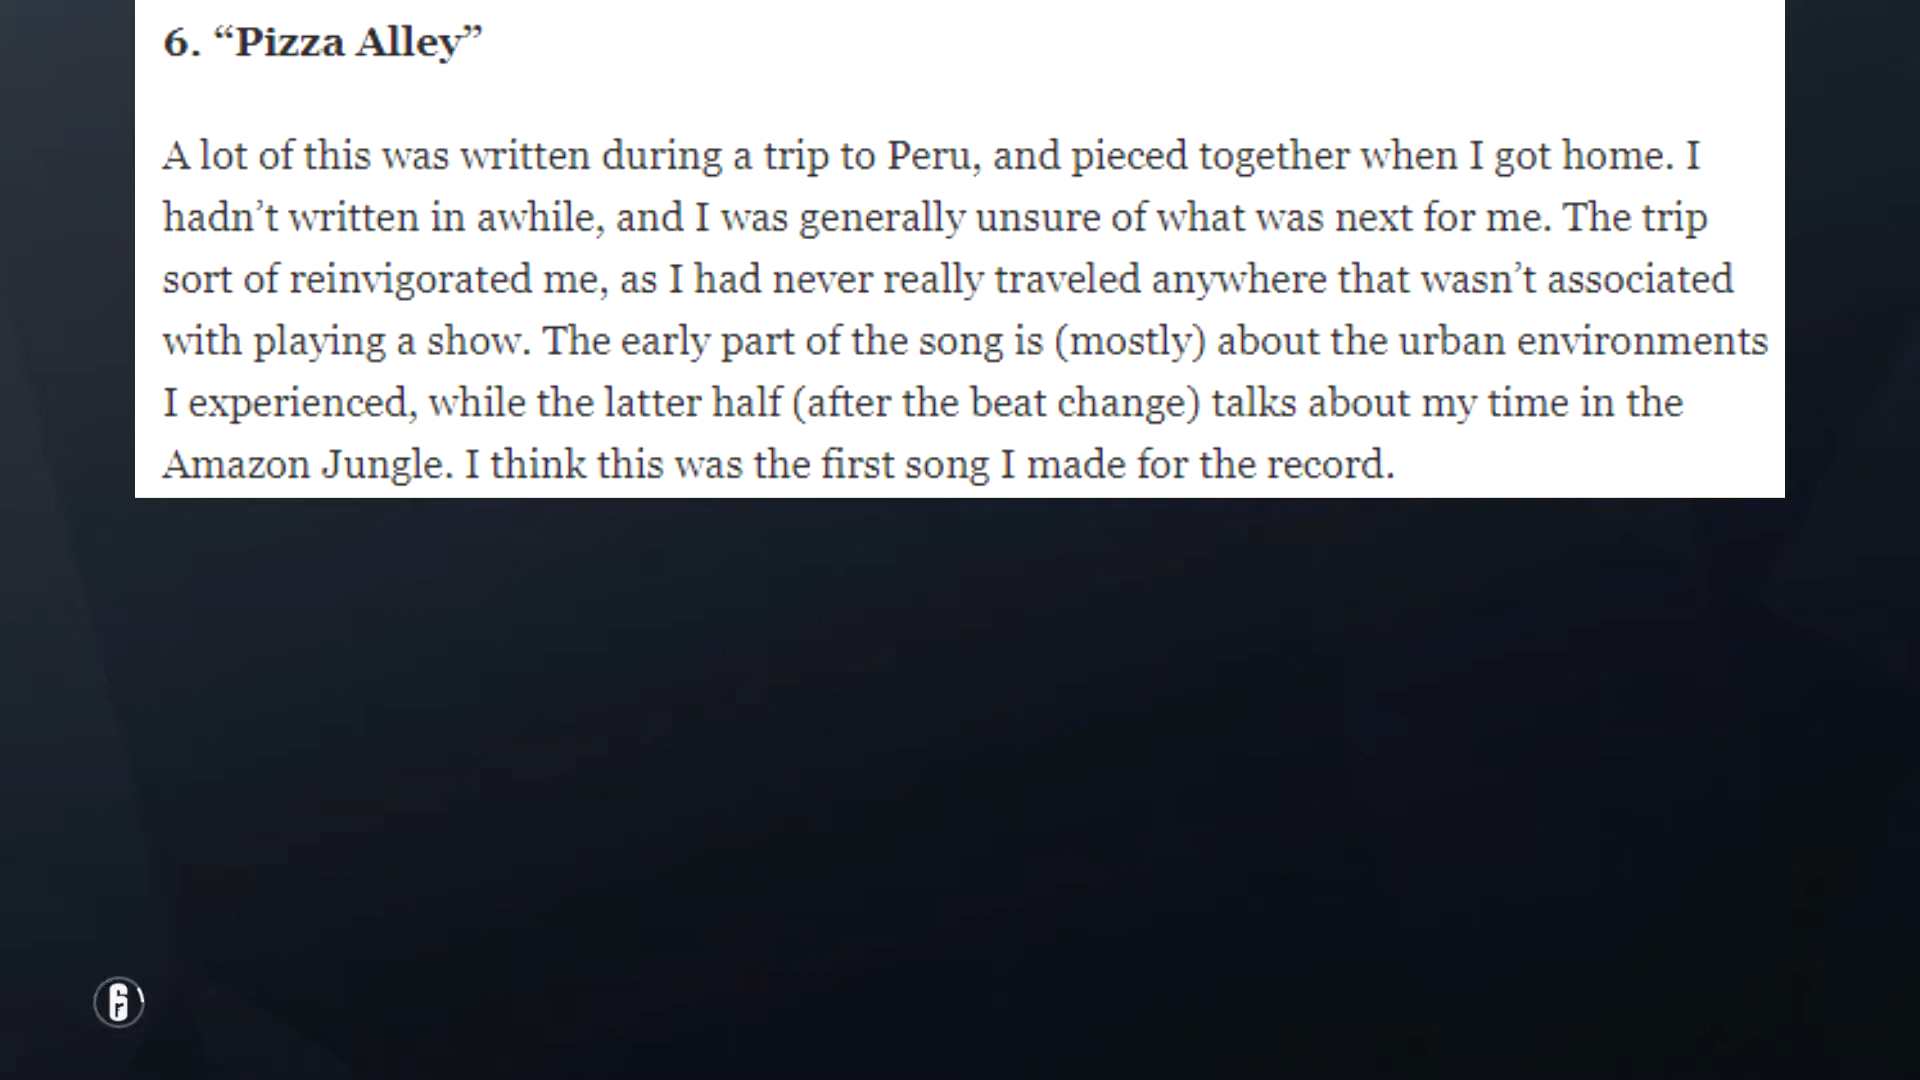 6. “Pizza Alley”
A lot of this was written during a trip to Peru, and pieced together when I got home. I
hadn’t written in awhile, and I was generally unsure of what was next for me. The trip
sort of reinvigorated me, as I had never really traveled anywhere that wasn’t associated
with playing a show. The early part of the song is (mostly) about the urban environments
I experienced, while the latter half (after the beat change) talks about my time in the
Amazon Jungle. I think this was the first song I made for the record.
6